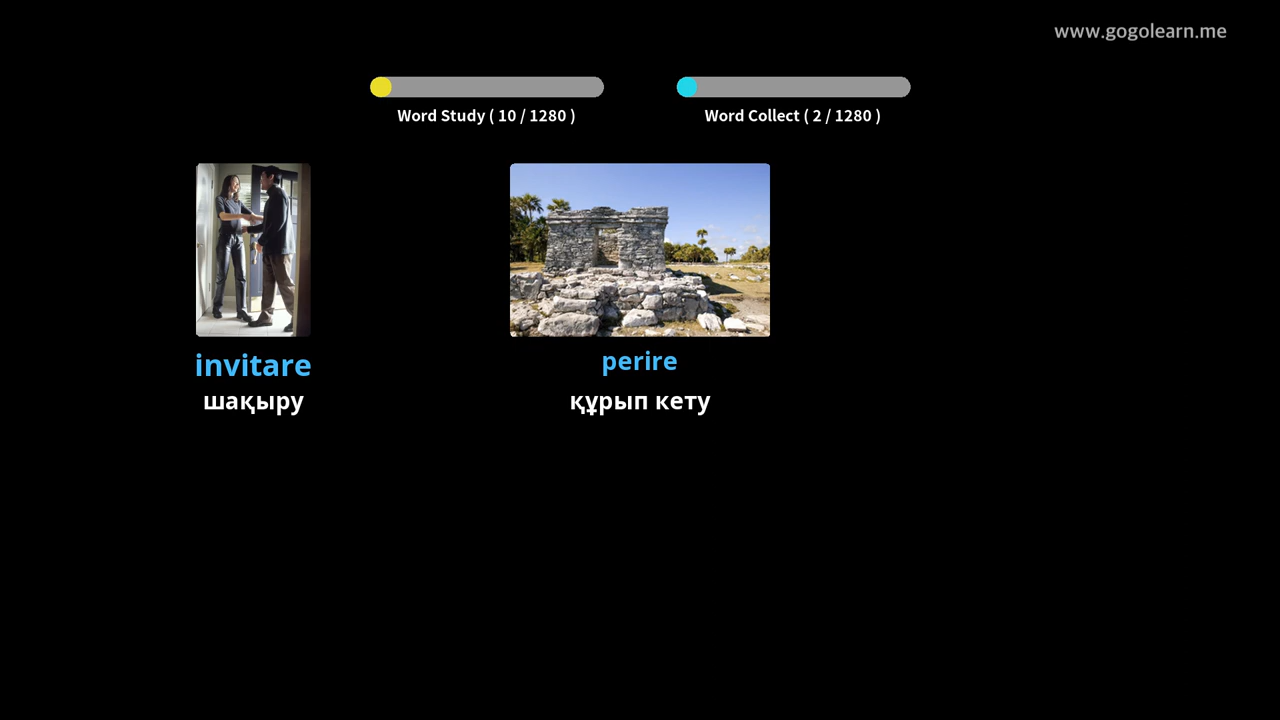 www.gogolearn.me
Word Study ( 10 / 1280 )
Word Collect ( 2 / 1280 )
invitare
шақыру
perire
құрып кету